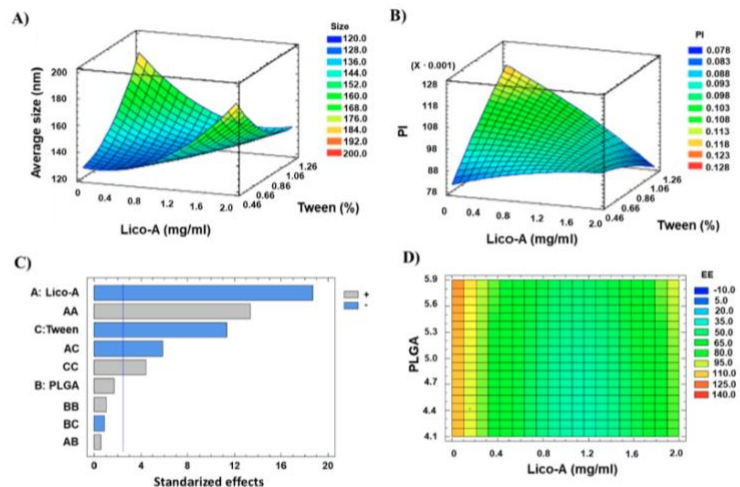 A)
Size
120.0
128.0
136.0
144.0
152.0
160.0
168.0
176.0
184.0
192.0
200.0
Average size (nm)
200
180
160
140
120
0 0.4 0.8 1.2 1.6 2.0
0.46 0.66 0.86 1.06 1.26
Tween (%)
Lico-A (mg/ml)
B)
PI
0.078
0.083
0.088
0.093
0.098
0.103
0.108
0.113
0.118
0.123
0.128
(X · 0.001)
PI
128
118
108
98
88
78
0 0.4 0.8 1.2 1.6 2.0
0.46 0.66 0.86 1.06 1.26
Tween (%)
Lico-A (mg/ml)
C)
A: Lico-A
AA
C:Tween
AC
CC
B: PLGA
BB
BC
AB
+
-
0 4 8 12 16 20
Standarized effects
D)
EE
-10.0
5.0
20.0
35.0
50.0
65.0
80.0
95.0
110.0
125.0
140.0
PLGA
5.9
5.6
5.3
5.0
4.7
4.4
4.1
0 0.4 0.8 1.2 1.6 2.0
Lico-A (mg/ml)